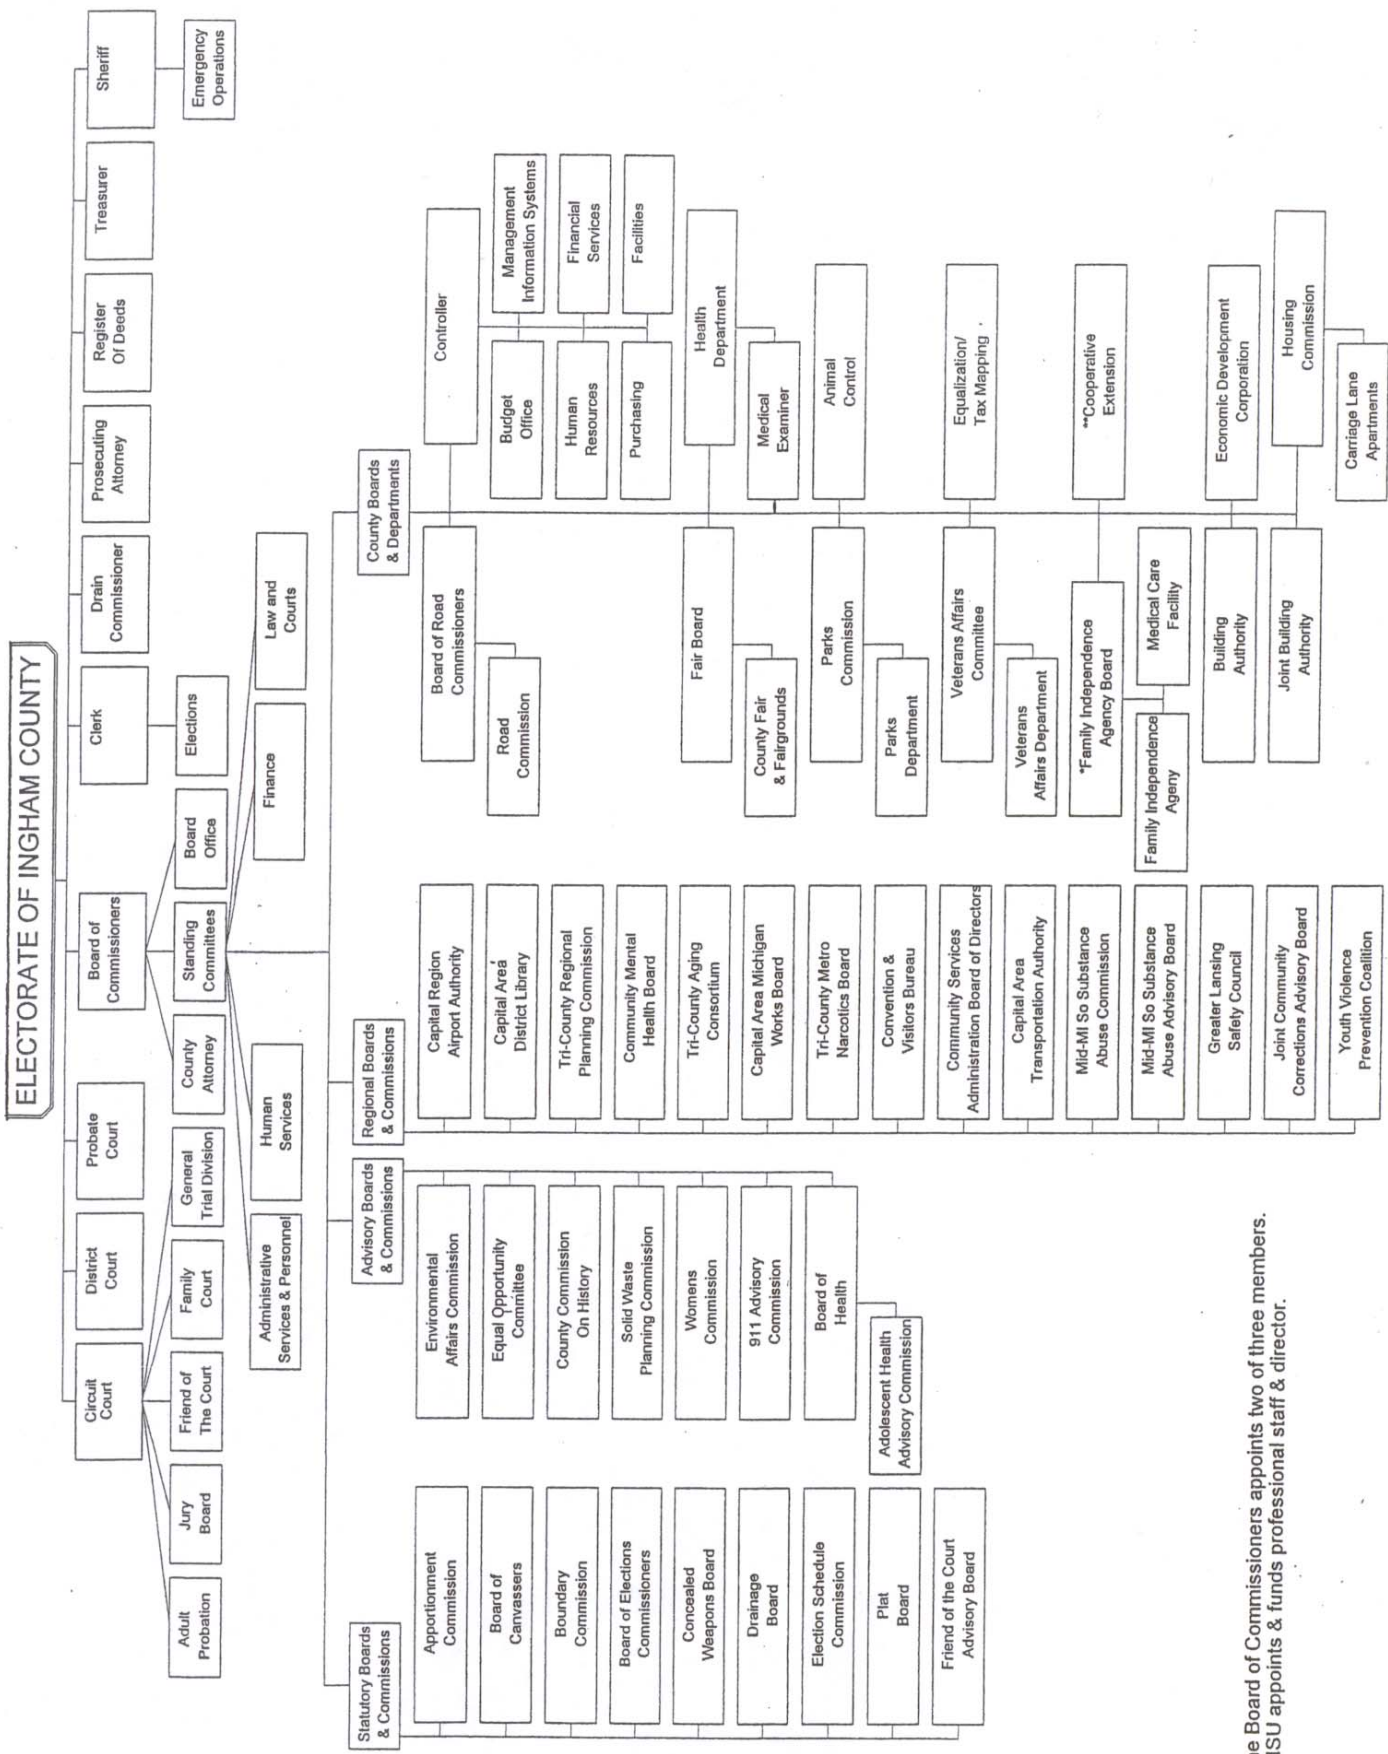 ELECTORATE OF INGHAM COUNTY
Circuit
Court
District
Court
Probate
Court
Board of
Commissioners
Clerk
Drain
Commissioner
Prosecuting
Attorney
Register
Of Deeds
Treasurer
Sheriff
Adult
Probation
Jury
Board
Friend of
The Court
Family
Court
General
Trial Division
County
Attorney
Standing
Committees
Board
Office
Elections
Emergency
Operations
Administrative
Services & Personnel
Human
Services
Finance
Law and
Courts
Statutory Boards
& Commissions
Apportionment
Commission
Board of
Canvassers
Boundary
Commission
Board of Elections
Commissioners
Concealed
Weapons Board
Drainage
Board
Election Schedule
Commission
Plat
Board
Friend of the Court
Advisory Board
Advisory Boards
& Commissions
Environmental
Affairs Commission
Equal Opportunity
Committee
County Commission
On History
Solid Waste
Planning Commission
Womens
Commission
911 Advisory
Commission
Board of
Health
Adolescent Health
Advisory Commission
Regional Boards
& Commissions
Capital Region
Airport Authority
Capital Area
District Library
Tri-County Regional
Planning Commission
Community Mental
Health Board
Tri-County Aging
Consortium
Capital Area Michigan
Works Board
Tri-County Metro
Narcotics Board
Convention &
Visitors Bureau
Community Services
Administration Board of Directors
Capital Area
Transportation Authority
Mid-MI So Substance
Abuse Commission
Mid-MI So Substance
Abuse Advisory Board
Greater Lansing
Safety Council
Joint Community
Corrections Advisory Board
Youth Violence
Prevention Coalition
County Boards
& Departments
Board of Road
Commissioners
Road
Commission
Controller
Budget
Office
Management
Information Systems
Human
Resources
Financial
Services
Purchasing
Facilities
Fair Board
County Fair
& Fairgrounds
Health
Department
Medical
Examiner
Parks
Commission
Parks
Department
Animal
Control
Veterans Affairs
Committee
Veterans
Affairs Department
Equalization/
Tax Mapping
*Family Independence
Agency Board
Family Independence
Ageny
Medical Care
Facility
**Cooperative
Extension
Building
Authority
Economic Development
Corporation
Joint Building
Authority
Housing
Commission
Carriage Lane
Apartments
Board of Commissioners appoints two of three members.
appoints & funds professional staff & director.